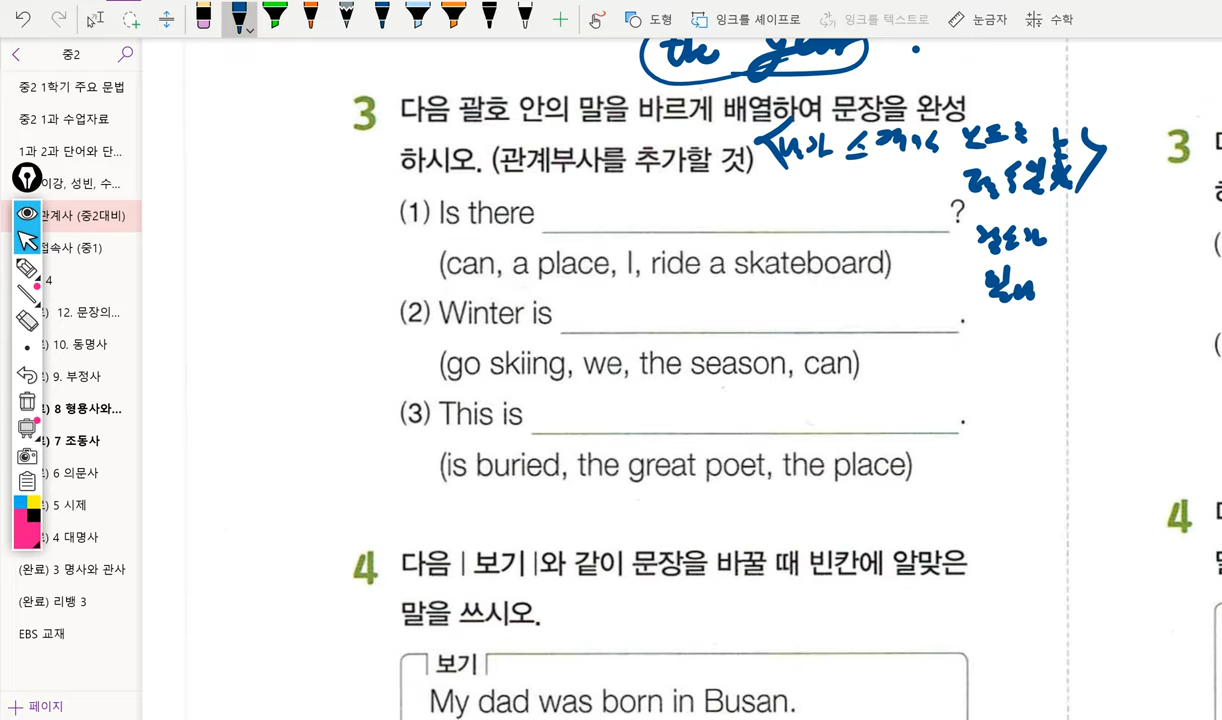 도형
잉크를 셰이프로
잉크를 텍스트로
눈금자
수학
중2
중2 1학기 주요 문법
중2 1과 수업자료
1과 2과 단어와 단...
이강, 성빈, 수...
관계사 (중2대비)
접속사 (중1)
4
) 12. 문장의...
) 10. 동명사
) 9. 부정사
) 8 형용사와...
) 7 조동사
) 6 의문사
) 5 시제
) 4 대명사
(완료) 3 명사와 관사
(완료) 리뱅 3
EBS 교재
페이지
the year .
3 다음 괄호 안의 말을 바르게 배열하여 문장을 완성
하시오. (관계부사를 추가할 것)
내가
(1) Is there ?
(can, a place, I, ride a skateboard)
(2) Winter is .
(go skiing, we, the season, can)
(3) This is .
(is buried, the great poet, the place)
4 다음 | 보기 |와 같이 문장을 바꿀 때 빈칸에 알맞은
말을 쓰시오.
보기
My dad was born in Busan.
3
4